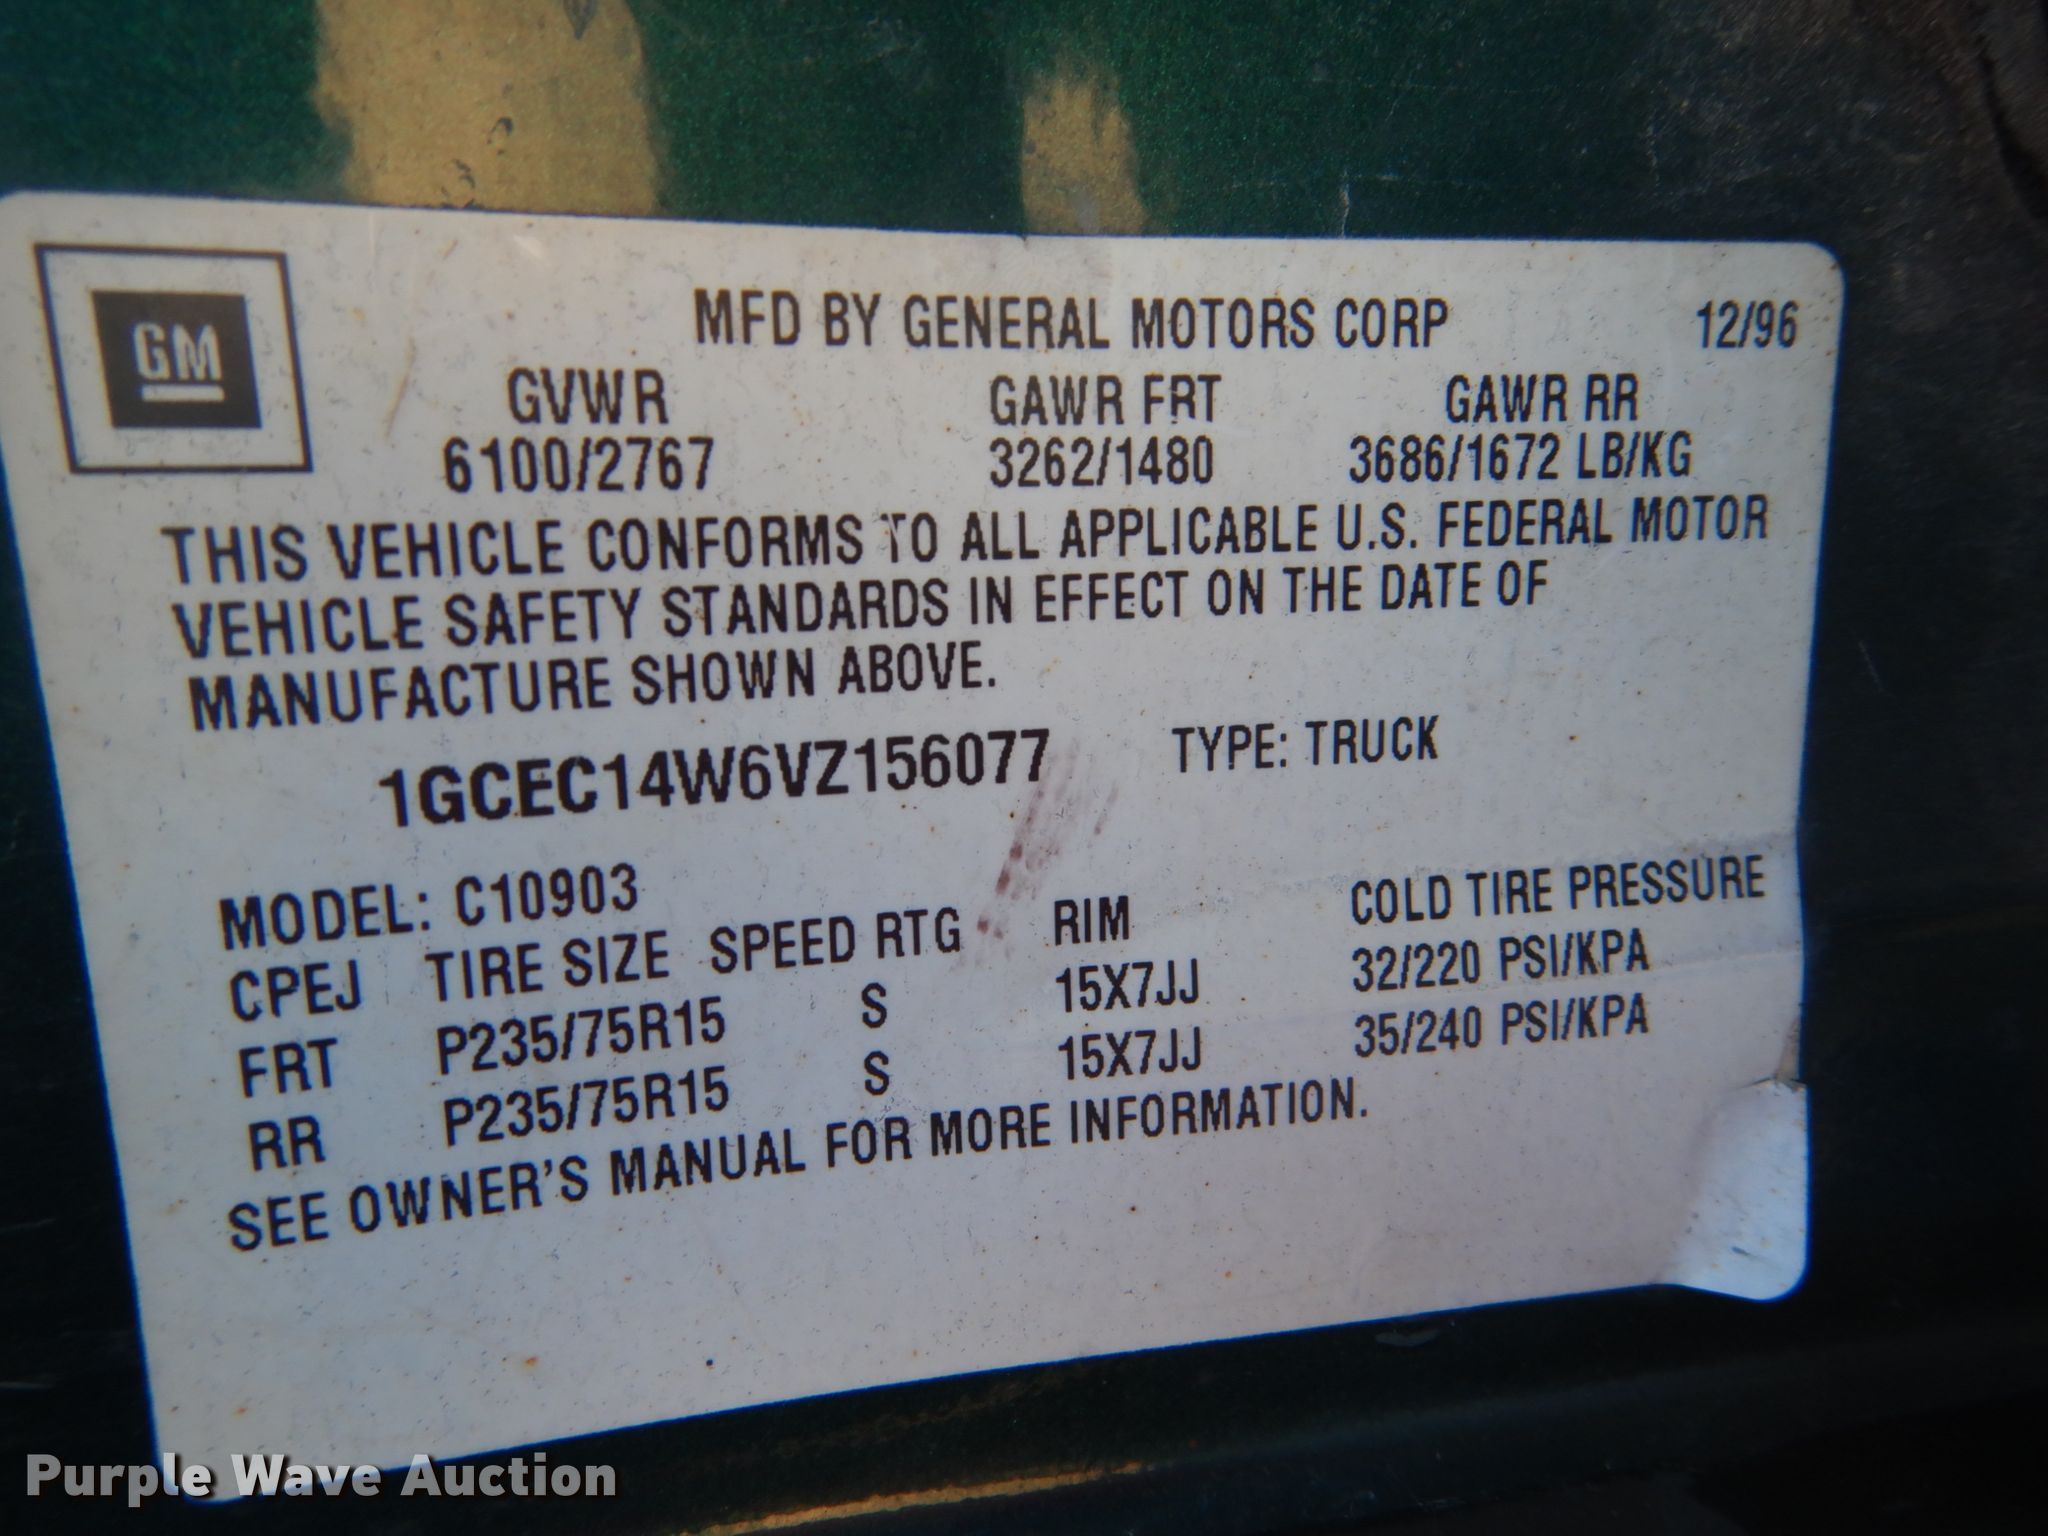 GM
MFD BY GENERAL MOTORS CORP 12/96
GVWR GAWR FRT GAWR RR
6100/2767 3262/1480 3686/1672 LB/KG
THIS VEHICLE CONFORMS TO ALL APPLICABLE U.S. FEDERAL MOTOR
VEHICLE SAFETY STANDARDS IN EFFECT ON THE DATE OF
MANUFACTURE SHOWN ABOVE.
1GCEC14W6VZ156077 TYPE: TRUCK
MODEL: C10903
CPEJ TIRE SIZE SPEED RTG RIM COLD TIRE PRESSURE
FRT P235/75R15 S 15X7JJ 32/220 PSI/KPA
RR P235/75R15 S 15X7JJ 35/240 PSI/KPA
SEE OWNER'S MANUAL FOR MORE INFORMATION.
Purple Wave Auction